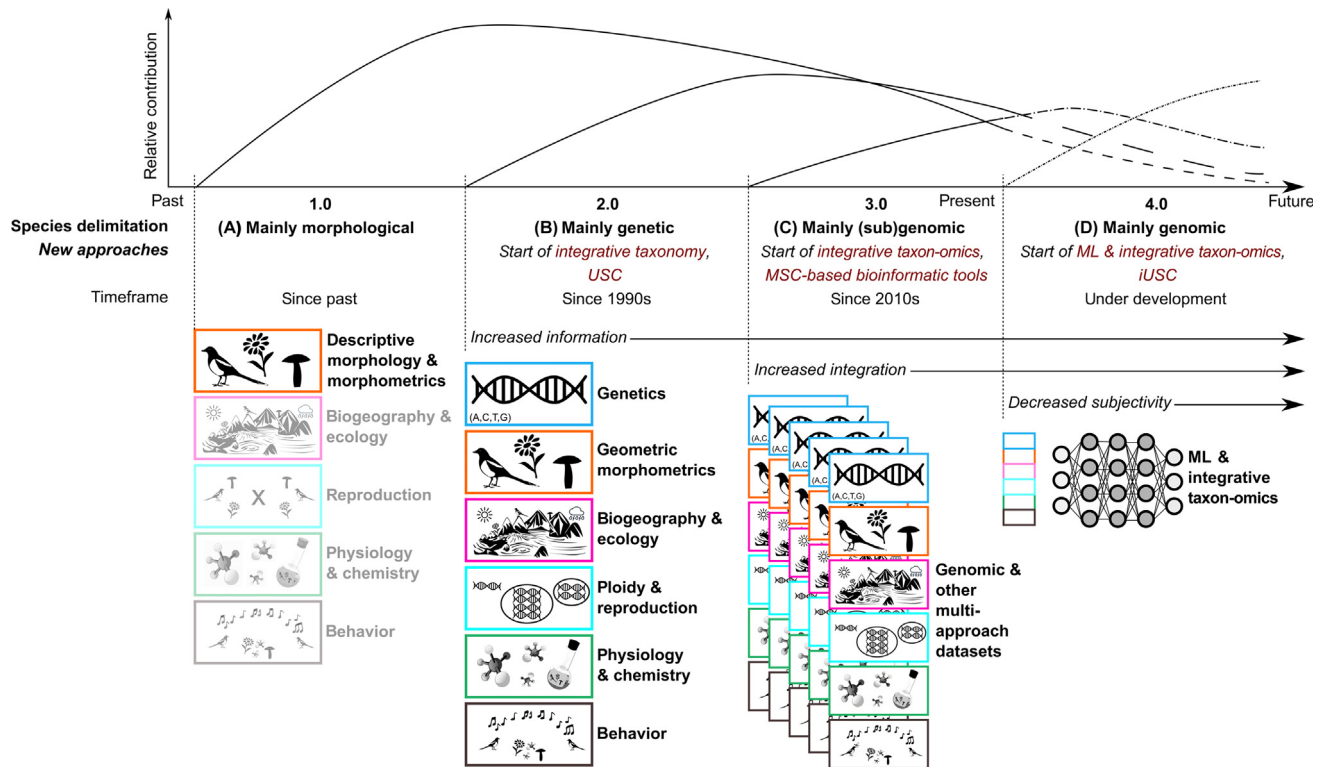 Relative contribution
Past
1.0
2.0
3.0
Present
4.0
Future
Species delimitation
New approaches
(A) Mainly morphological
(B) Mainly genetic
Start of integrative taxonomy,
USC
(C) Mainly (sub)genomic
Start of integrative taxon-omics,
MSC-based bioinformatic tools
(D) Mainly genomic
Start of ML & integrative taxon-omics,
iUSC
Timeframe
Since past
Since 1990s
Since 2010s
Under development
Increased information
Increased integration
Decreased subjectivity
Descriptive
morphology &
morphometrics
Biogeography &
ecology
Reproduction
X
Physiology
& chemistry
Behavior
(A,C,T,G)
Genetics
Geometric
morphometrics
Biogeography &
ecology
Ploidy &
reproduction
Physiology
& chemistry
Behavior
(A,C
(A,C
(A,C
(A,C
(A,C,T,G)
Genomic &
other
multi-
approach
datasets
ML &
integrative
taxon-omics